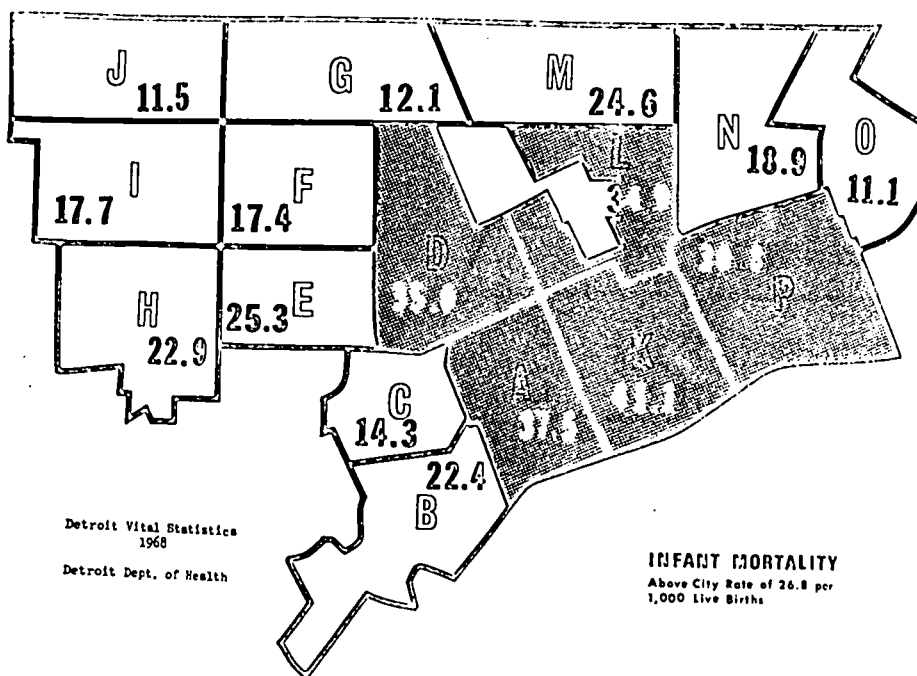 J
G
M
11.5
12.1
24.6
N
O
L
18.9
I
F
11.1
17.7
17.4
D
P
H
E
25.3
22.9
K
A
C
14.3
22.4
B
Detroit Vital Statistics
1968
Detroit Dept. of Health
INFANT MORTALITY
Above City Rate of 26.8 per
1,000 Live Births